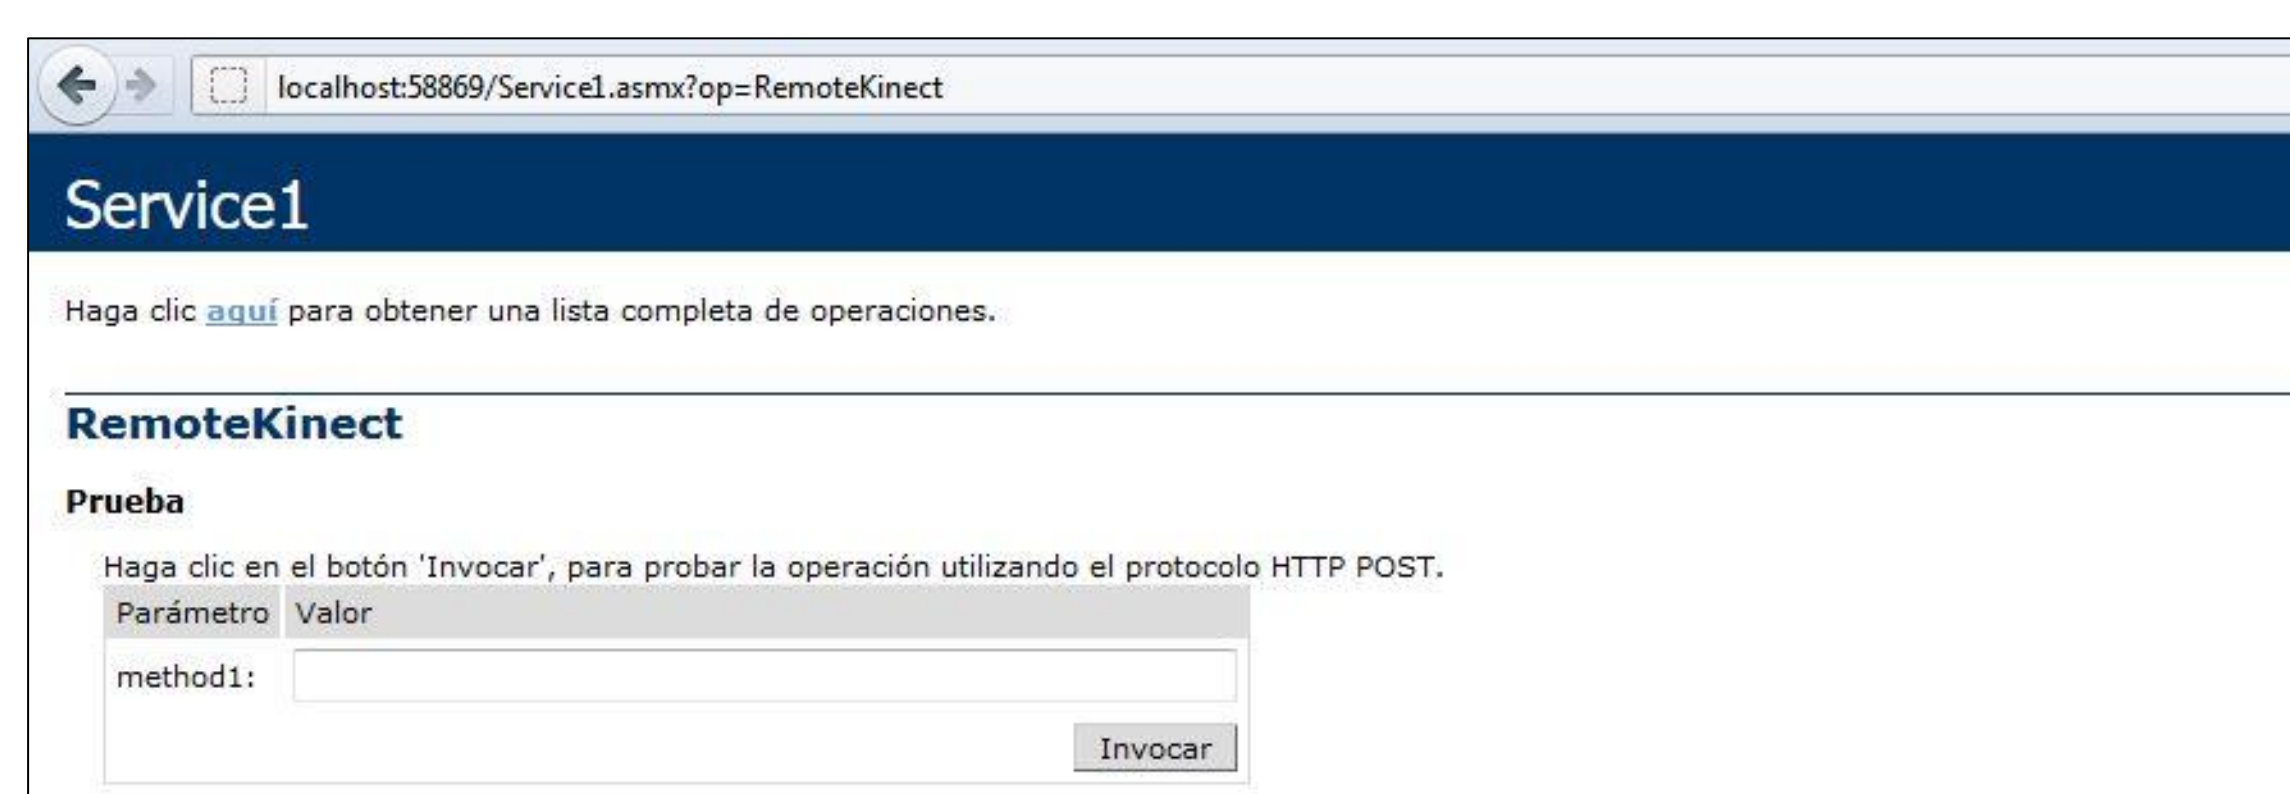 localhost:58869/Service1.asmx?op=RemoteKinect
Service1
Haga clic aquí para obtener una lista completa de operaciones.
RemoteKinect
Prueba
Haga clic en el botón 'Invocar', para probar la operación utilizando el protocolo HTTP POST.
Parámetro Valor
method1:
Invocar